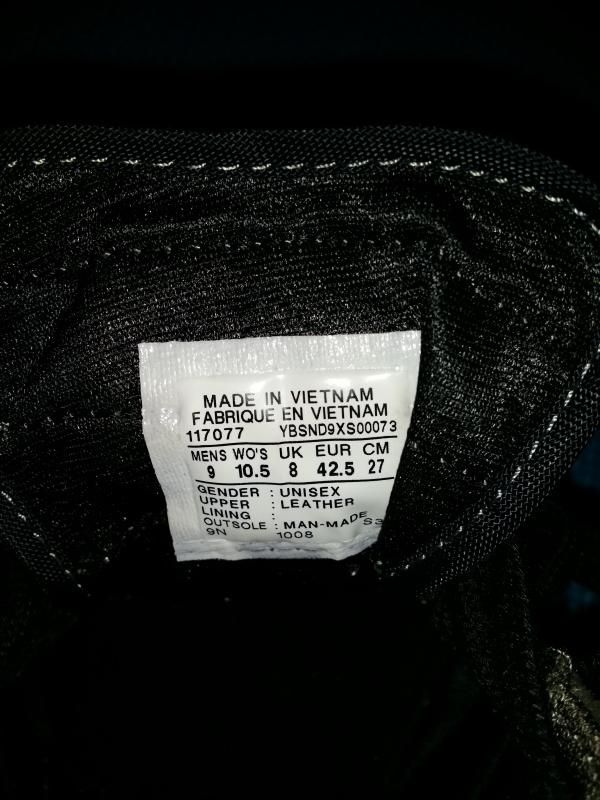 MADE IN VIETNAM
FABRIQUE EN VIETNAM
117077 YBSND9XS00073
MENS WO'S UK EUR CM
9 10.5 8 42.5 27
GENDER : UNISEX
UPPER : LEATHER
LINING :
OUTSOLE : MAN-MADE S3
9N 1008